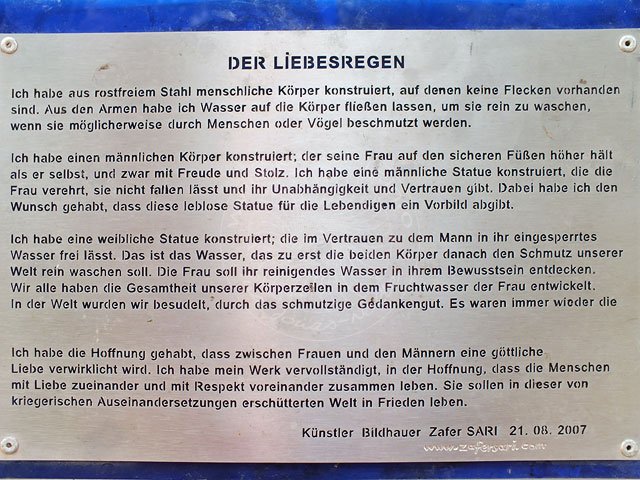 DER LIEBESREGEN
Ich habe aus rostfreiem Stahl menschliche Körper konstruiert, auf denen keine Flecken vorhanden
sind. Aus den Armen habe ich Wasser auf die Körper fließen lassen, um sie rein zu waschen,
wenn sie möglicherweise durch Menschen oder Vögel beschmutzt werden.
Ich habe einen männlichen Körper konstruiert; der seine Frau auf den sicheren Füßen höher hält
als er selbst, und zwar mit Freude und Stolz. Ich habe eine männliche Statue konstruiert, die die
Frau verehrt, sie nicht fallen lässt und ihr Unabhängigkeit und Vertrauen gibt. Dabei habe ich den
Wunsch gehabt, dass diese leblose Statue für die Lebendigen ein Vorbild abgibt.
Ich habe eine weibliche Statue konstruiert; die im Vertrauen zu dem Mann in ihr eingesperrtes
Wasser frei lässt. Das ist das Wasser, das zu erst die beiden Körper danach den Schmutz unserer
Welt rein waschen soll. Die Frau soll ihr reinigendes Wasser in ihrem Bewusstsein entdecken.
Wir alle haben die Gesamtheit unserer Körperzellen in dem Fruchtwasser der Frau entwickelt.
In der Welt wurden wir besudelt, durch das schmutzige Gedankengut. Es waren immer wieder die
Ich habe die Hoffnung gehabt, dass zwischen Frauen und den Männern eine göttliche
Liebe verwirklicht wird. Ich habe mein Werk vervollständigt, in der Hoffnung, dass die Menschen
mit Liebe zueinander und mit Respekt voreinander zusammen leben. Sie sollen in dieser von
kriegerischen Auseinandersetzungen erschütterten Welt in Frieden leben.
Künstler Bildhauer Zafer SARI 21. 08. 2007
www.zafersari.com